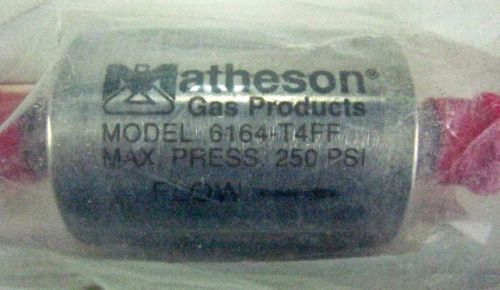 Matheson®
Gas Products
MODEL 6164-T4FF
MAX. PRESS. 250 PSI
FLOW